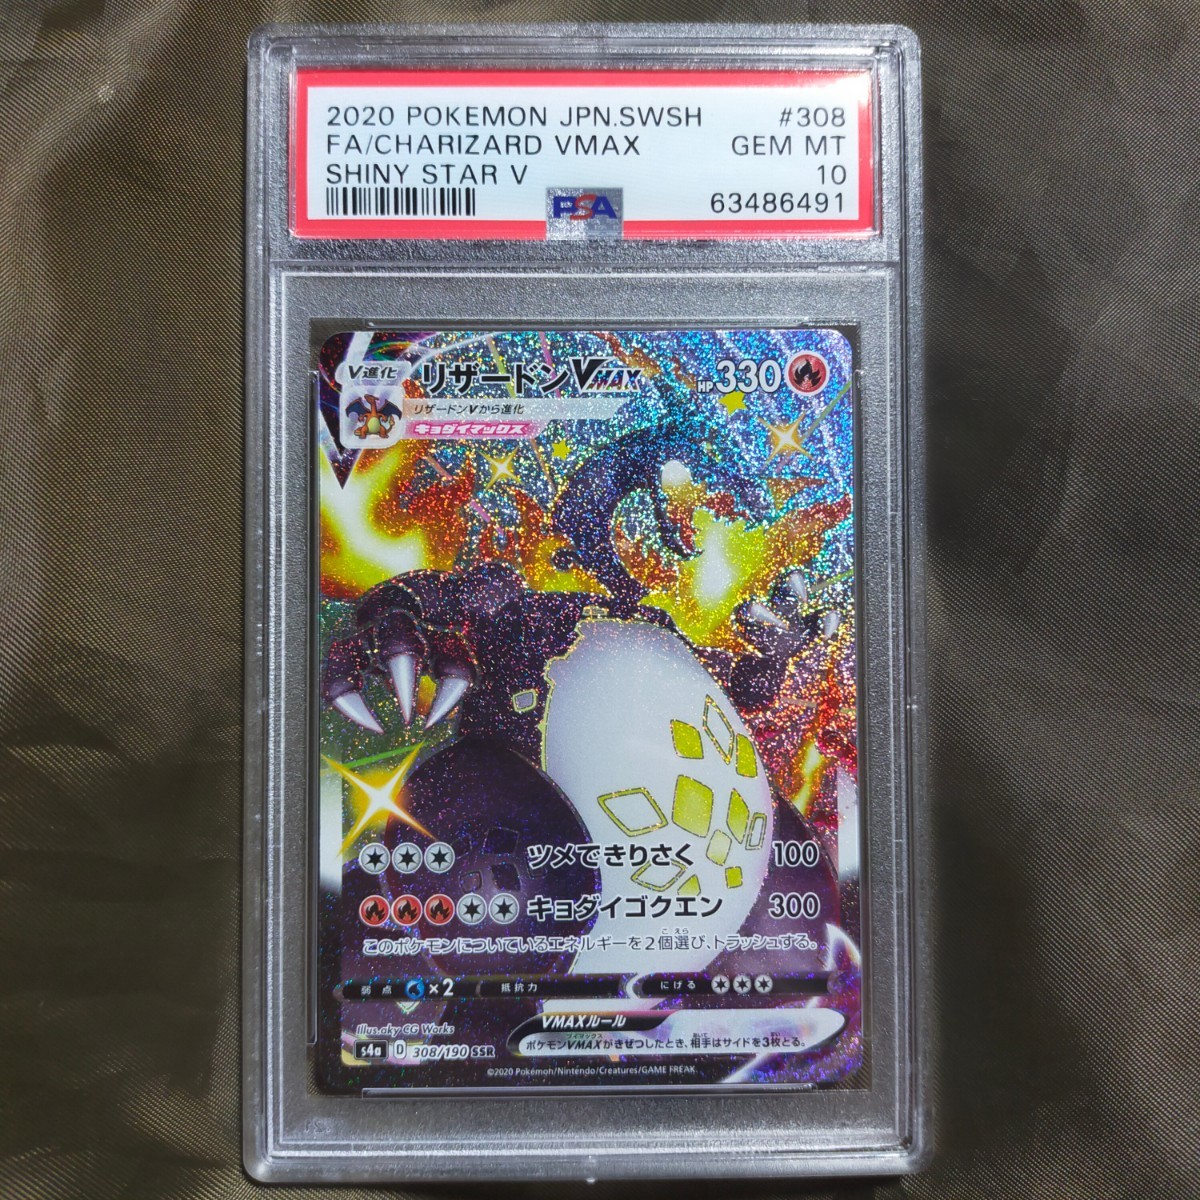 2020 POKEMON JPN.SWSH #308
FA/CHARIZARD VMAX GEM MT
SHINY STAR V 10
PSA 63486491
V進化 リザードンVMAX HP330
リザードンVから進化
キョダイマックス
ツメできりさく 100
キョダイゴクエン 300
このポケモンについているエネルギーを2個選び、トラッシュする。
弱点 ×2 抵抗力 にげる
VMAXルール
ポケモンVMAXがきぜつしたとき、相手はサイドを3枚とる。
Illus.aky CG Works
s4a D 308/190 SSR
©2020 Pokémon/Nintendo/Creatures/GAME FREAK.